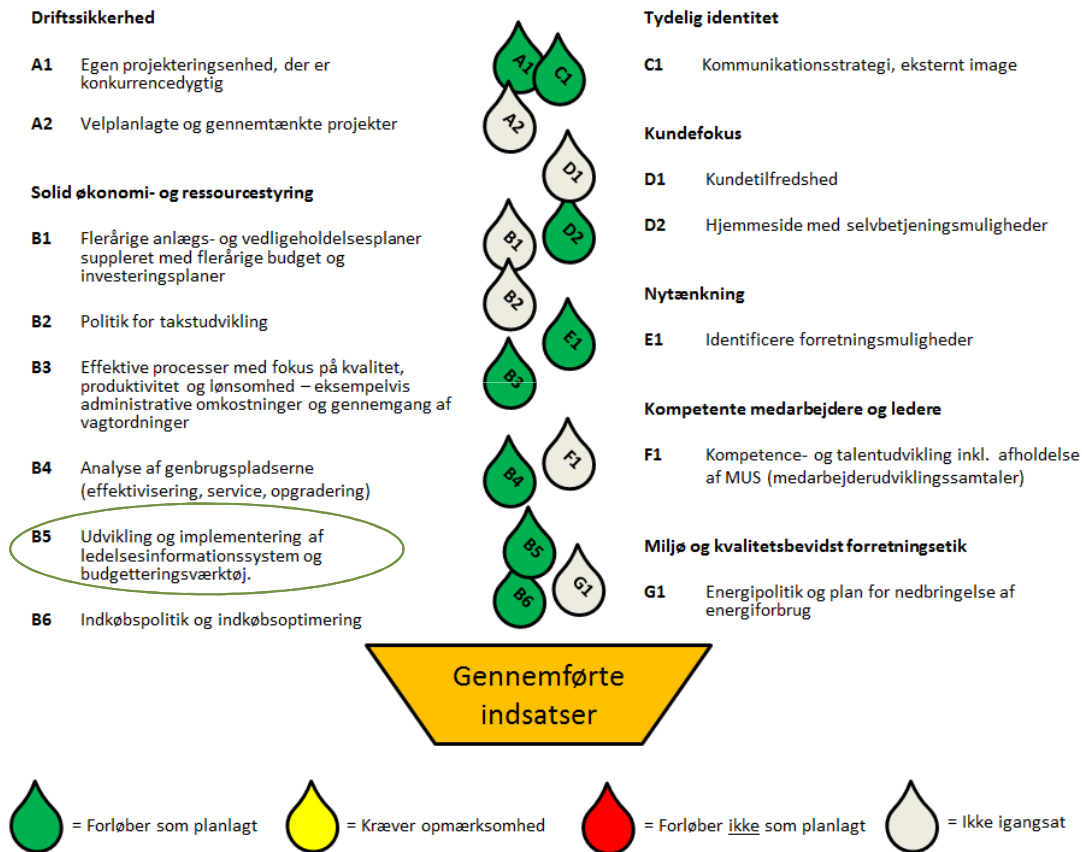 Driftssikkerhed
A1 Egen projekteringsenhed, der er
konkurrencedygtig
A2 Velplanlagte og gennemtænkte projekter
Solid økonomi- og ressourcestyring
B1 Flerårige anlægs- og vedligeholdelsesplaner
suppleret med flerårige budget og
investeringsplaner
B2 Politik for takstudvikling
B3 Effektive processer med fokus på kvalitet,
produktivitet og lønsomhed – eksempelvis
administrative omkostninger og gennemgang af
vagtordninger
B4 Analyse af genbrugspladserne
(effektivisering, service, opgradering)
B5 Udvikling og implementering af
ledelsesinformationssystem og
budgetteringsværktøj.
B6 Indkøbspolitik og indkøbsoptimering
A1
C1
A2
D1
D2
B1
B2
E1
B3
F1
B4
B5
G1
B6
Tydelig identitet
C1 Kommunikationsstrategi, eksternt image
Kundefokus
D1 Kundetilfredshed
D2 Hjemmeside med selvbetjeningsmuligheder
Nytænkning
E1 Identificere forretningsmuligheder
Kompetente medarbejdere og ledere
F1 Kompetence- og talentudvikling inkl. afholdelse
af MUS (medarbejderudviklingssamtaler)
Miljø og kvalitetsbevidst forretningsetik
G1 Energipolitik og plan for nedbringelse af
energiforbrug
Gennemførte
indsatser
= Forløber som planlagt
= Kræver opmærksomhed
= Forløber ikke som planlagt
= Ikke igangsat